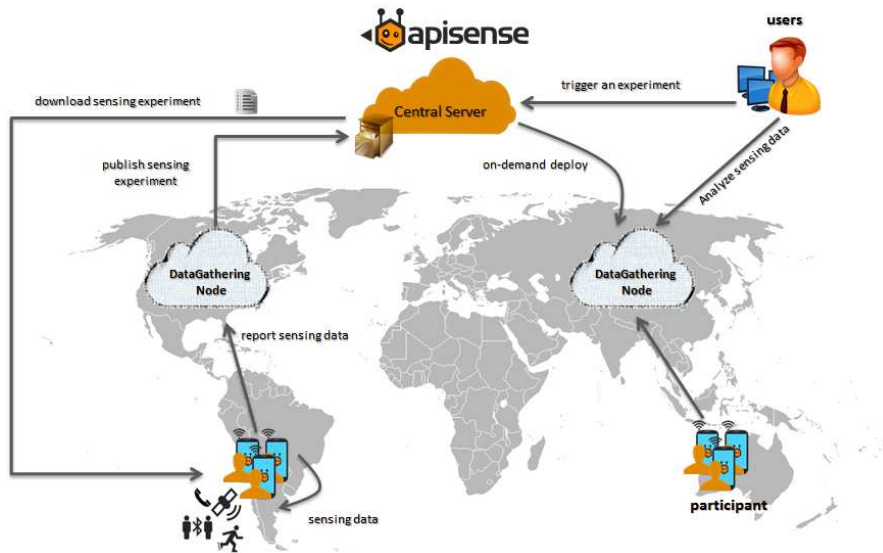 apisense
users
download sensing experiment
trigger an experiment
Central Server
publish sensing
experiment
on-demand deploy
Analyze sensing data
DataGathering
Node
DataGathering
Node
report sensing data
sensing data
participant